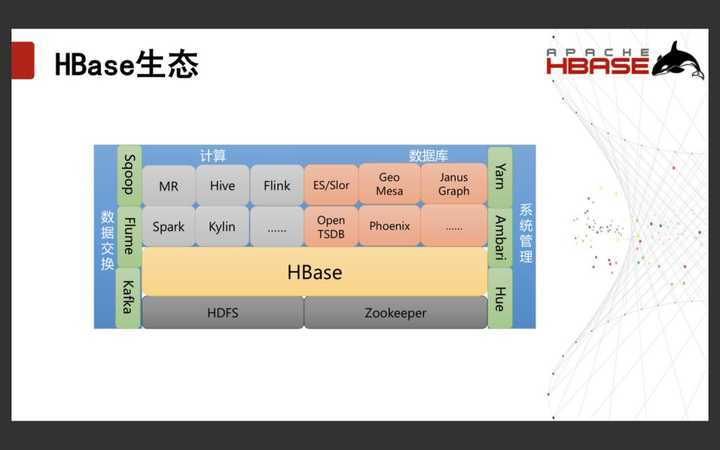 HBase生态
APACHE
HBASE
计算
数据库
数据交换
Sqoop
Flume
Kafka
MR
Hive
Flink
ES/Slor
Geo
Mesa
Janus
Graph
Spark
Kylin
......
Open
TSDB
Phoenix
......
HBase
HDFS
Zookeeper
Yarn
Ambari
Hue
系统管理